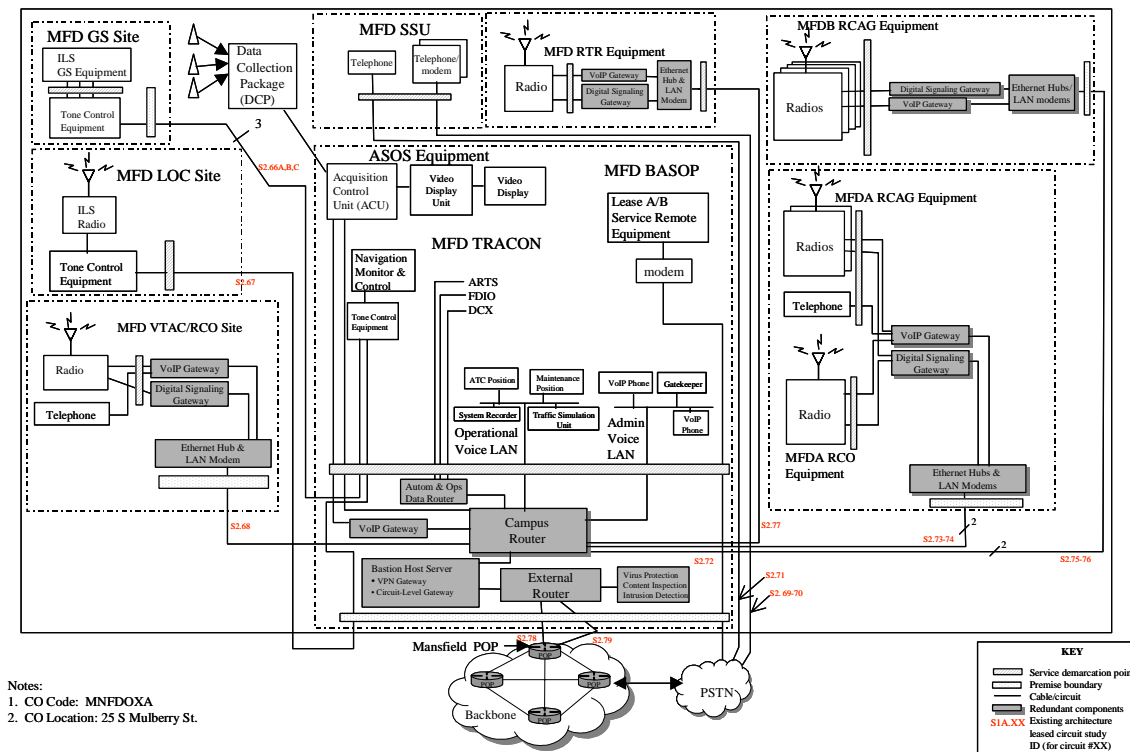 MFD GS Site
ILS
GS Equipment
Tone Control
Equipment
Data
Collection
Package
(DCP)
3
S2.66A,B,C
MFD SSU
Telephone
Telephone/
modem
MFD RTR Equipment
Radio
VoIP Gateway
Digital Signaling
Gateway
Ethernet
Hub &
LAN
Modem
MFDB RCAG Equipment
Radios
Digital Signaling Gateway
VoIP Gateway
Ethernet Hubs/
LAN modems
MFD LOC Site
ILS
Radio
Tone Control
Equipment
S2.67
ASOS Equipment
Acquisition
Control
Unit (ACU)
Video
Display
Unit
Video
Display
MFD BASOP
Lease A/B
Service Remote
Equipment
modem
MFD TRACON
Navigation
Monitor &
Control
Tone Control
Equipment
ARTS
FDIO
DCX
MFDA RCAG Equipment
Radios
Telephone
VoIP Gateway
Digital Signaling
Gateway
Radio
MFDA RCO
Equipment
Ethernet Hubs &
LAN Modems
MFD VTAC/RCO Site
Radio
VoIP Gateway
Digital Signaling
Gateway
Telephone
Ethernet Hub &
LAN Modem
S2.68
ATC Position
Maintenance
Position
System Recorder
Traffic Simulation
Unit
Operational
Voice LAN
VoIP Phone
Gatekeeper
VoIP
Phone
Admin
Voice
LAN
Autom & Ops
Data Router
VoIP Gateway
Campus
Router
S2.77
2
S2.73-74
2
S2.75-76
S2.72
Bastion Host Server
• VPN Gateway
• Circuit-Level Gateway
External
Router
Virus Protection
Content Inspection
Intrusion Detection
S2.71
S2. 69-70
S2.78
S2.79
Mansfield POP
POP
POP
POP
POP
Backbone
PSTN
Notes:
1. CO Code: MNFDOXA
2. CO Location: 25 S Mulberry St.
KEY
Service demarcation point
Premise boundary
Cable/circuit
Redundant components
S1A.XX Existing architecture
leased circuit study
ID (for circuit #XX)